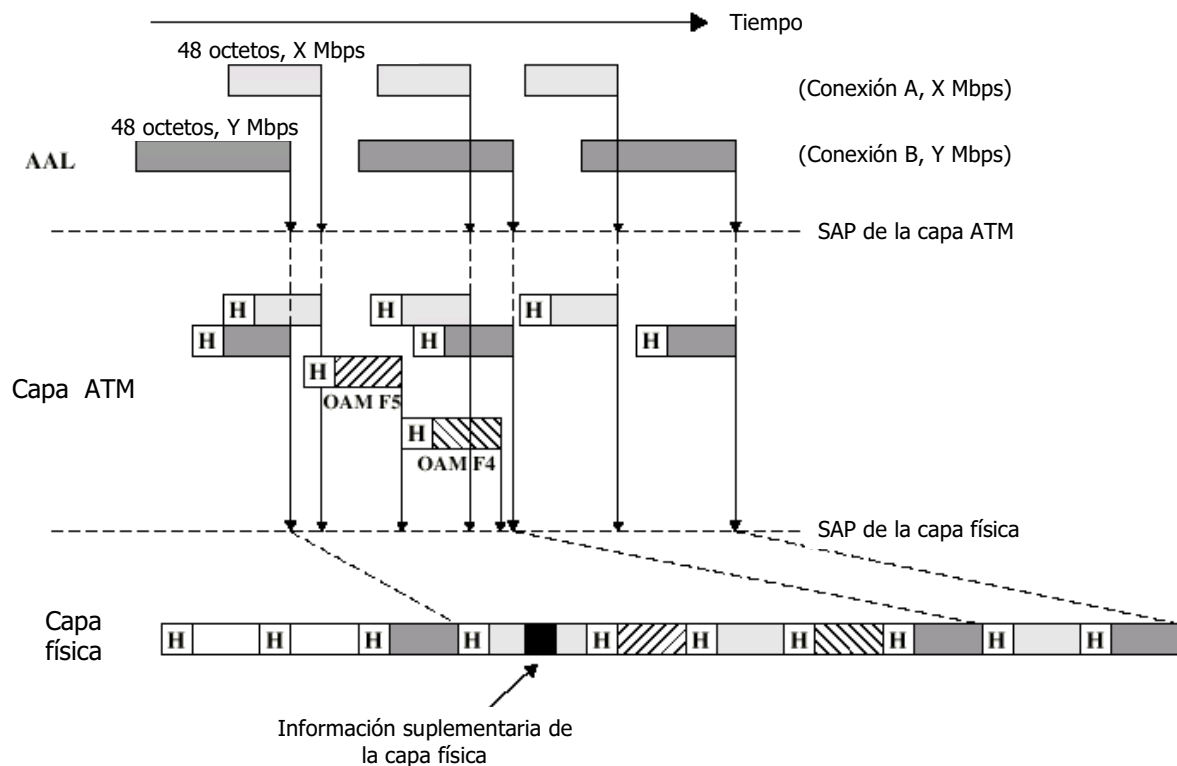 Tiempo
48 octetos, X Mbps
(Conexión A, X Mbps)
48 octetos, Y Mbps
AAL
(Conexión B, Y Mbps)
SAP de la capa ATM
H H H
H H H
Capa ATM
H
OAM F5
H
OAM F4
SAP de la capa física
Capa
física
H H H H H H H H H H
Información suplementaria de
la capa física